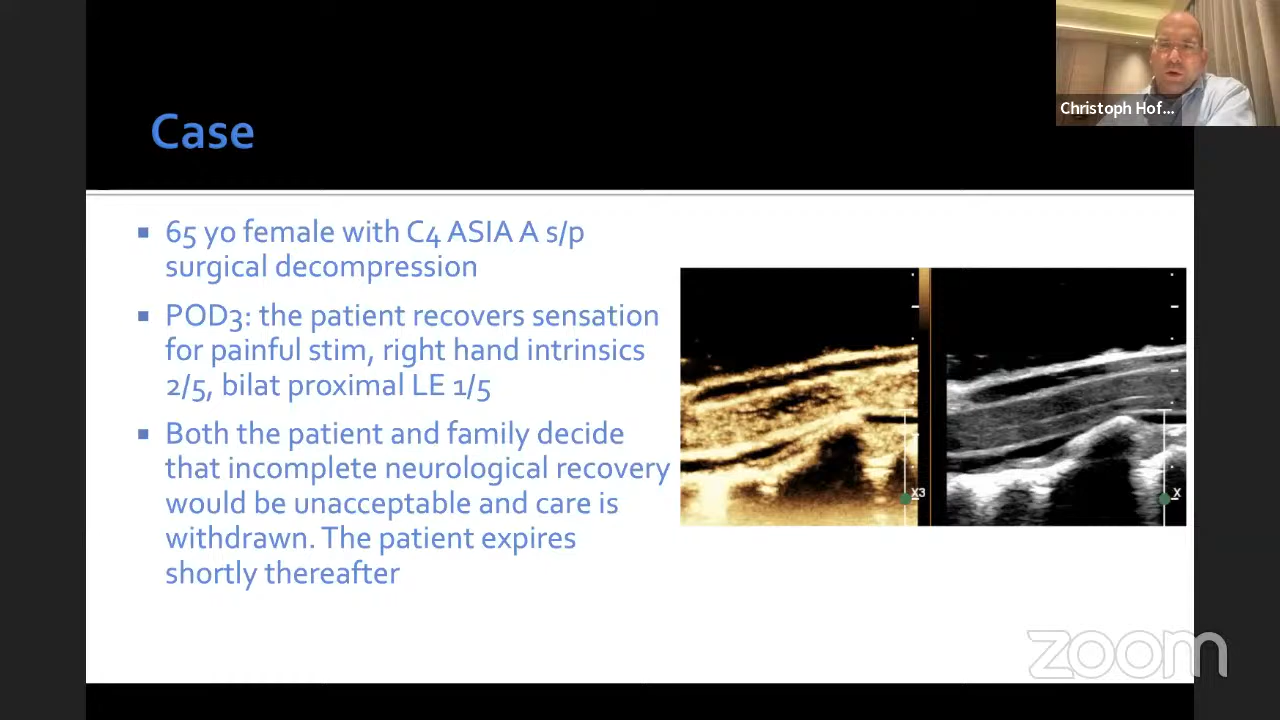 Christoph Hof...
Case
65 yo female with C4 ASIA A s/p
surgical decompression
POD3: the patient recovers sensation
for painful stim, right hand intrinsics
2/5, bilat proximal LE 1/5
Both the patient and family decide
that incomplete neurological recovery
would be unacceptable and care is
withdrawn. The patient expires
shortly thereafter
X3
X
zoom